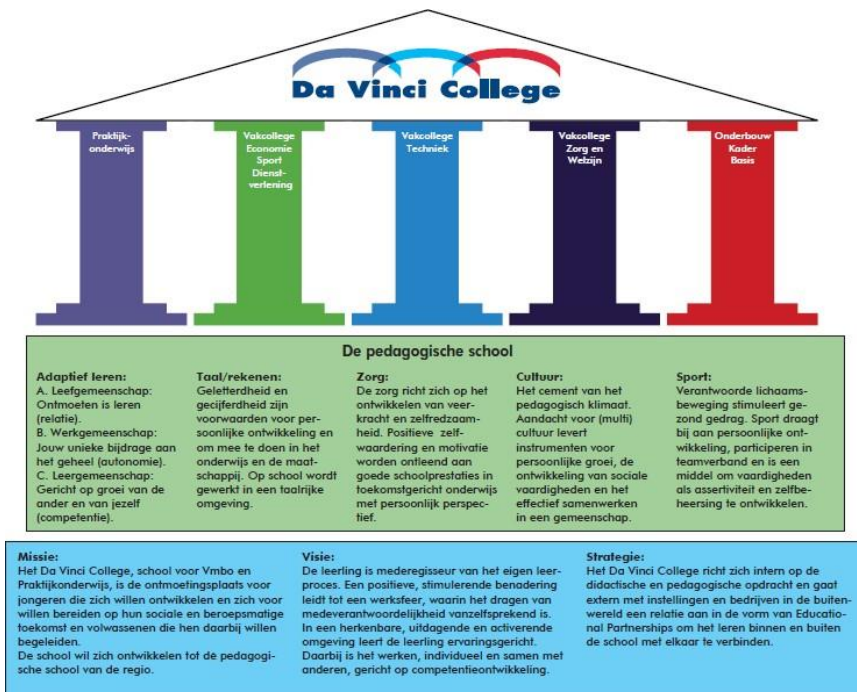 Da Vinci College
Praktijk-
onderwijs
Vakcollege
Economie
Sport
Dienst-
verlening
Vakcollege
Techniek
Vakcollege
Zorg en
Welzijn
Onderbouw
Kader
Basis
De pedagogische school
Adaptief leren:
A. Leefgemeenschap:
Ontmoeten is leren
(relatie).
B. Werkgemeenschap:
Jouw unieke bijdrage aan
het geheel (autonomie).
C. Leergemeenschap:
Gericht op groei van de
ander en van jezelf
(competentie).
Taal/rekenen:
Geletterdheid en
gecijferdheid zijn
voorwaarden voor per-
soonlijke ontwikkeling en
om mee te doen in het
onderwijs en de maat-
schappij. Op school wordt
gewerkt in een taalrijke
omgeving.
Zorg:
De zorg richt zich op het
ontwikkelen van veer-
kracht en zelfredzaam-
heid. Positieve zelf-
waardering en motivatie
worden ontleend aan
goede schoolprestaties in
toekomstgericht onderwijs
met persoonlijk perspec-
tief.
Cultuur:
Het cement van het
pedagogisch klimaat.
Aandacht voor (multi)
cultuur levert
instrumenten voor
persoonlijke groei, de
ontwikkeling van sociale
vaardigheden en het
effectief samenwerken
in een gemeenschap.
Sport:
Verantwoorde lichaams-
beweging stimuleert ge-
zond gedrag. Sport draagt
bij aan persoonlijke ont-
wikkeling, participeren in
teamverband en is een
middel om vaardigheden
als assertiviteit en zelfbe-
heersing te ontwikkelen.
Missie:
Het Da Vinci College, school voor Vmbo en
Praktijkonderwijs, is de ontmoetingsplaats voor
jongeren die zich willen ontwikkelen en zich voor
willen bereiden op hun sociale en beroepsmatige
toekomst en volwassenen die hen daarbij willen
begeleiden.
De school wil zich ontwikkelen tot dé pedagogi-
sche school van de regio.
Visie:
De leerling is mederegisseur van het eigen leer-
proces. Een positieve, stimulerende benadering
leidt tot een werksfeer, waarin het dragen van
medeverantwoordelijkheid vanzelfsprekend is.
In een herkenbare, uitdagende en activerende
omgeving leert de leerling ervaringsgericht.
Daarbij is het werken, individueel en samen met
anderen, gericht op competentieontwikkeling.
Strategie:
Het Da Vinci College richt zich intern op de
didactische en pedagogische opdracht en gaat
extern met instellingen en bedrijven in de buiten-
wereld een relatie aan in de vorm van Educatio-
nal Partnerships om het leren binnen en buiten
de school met elkaar te verbinden.